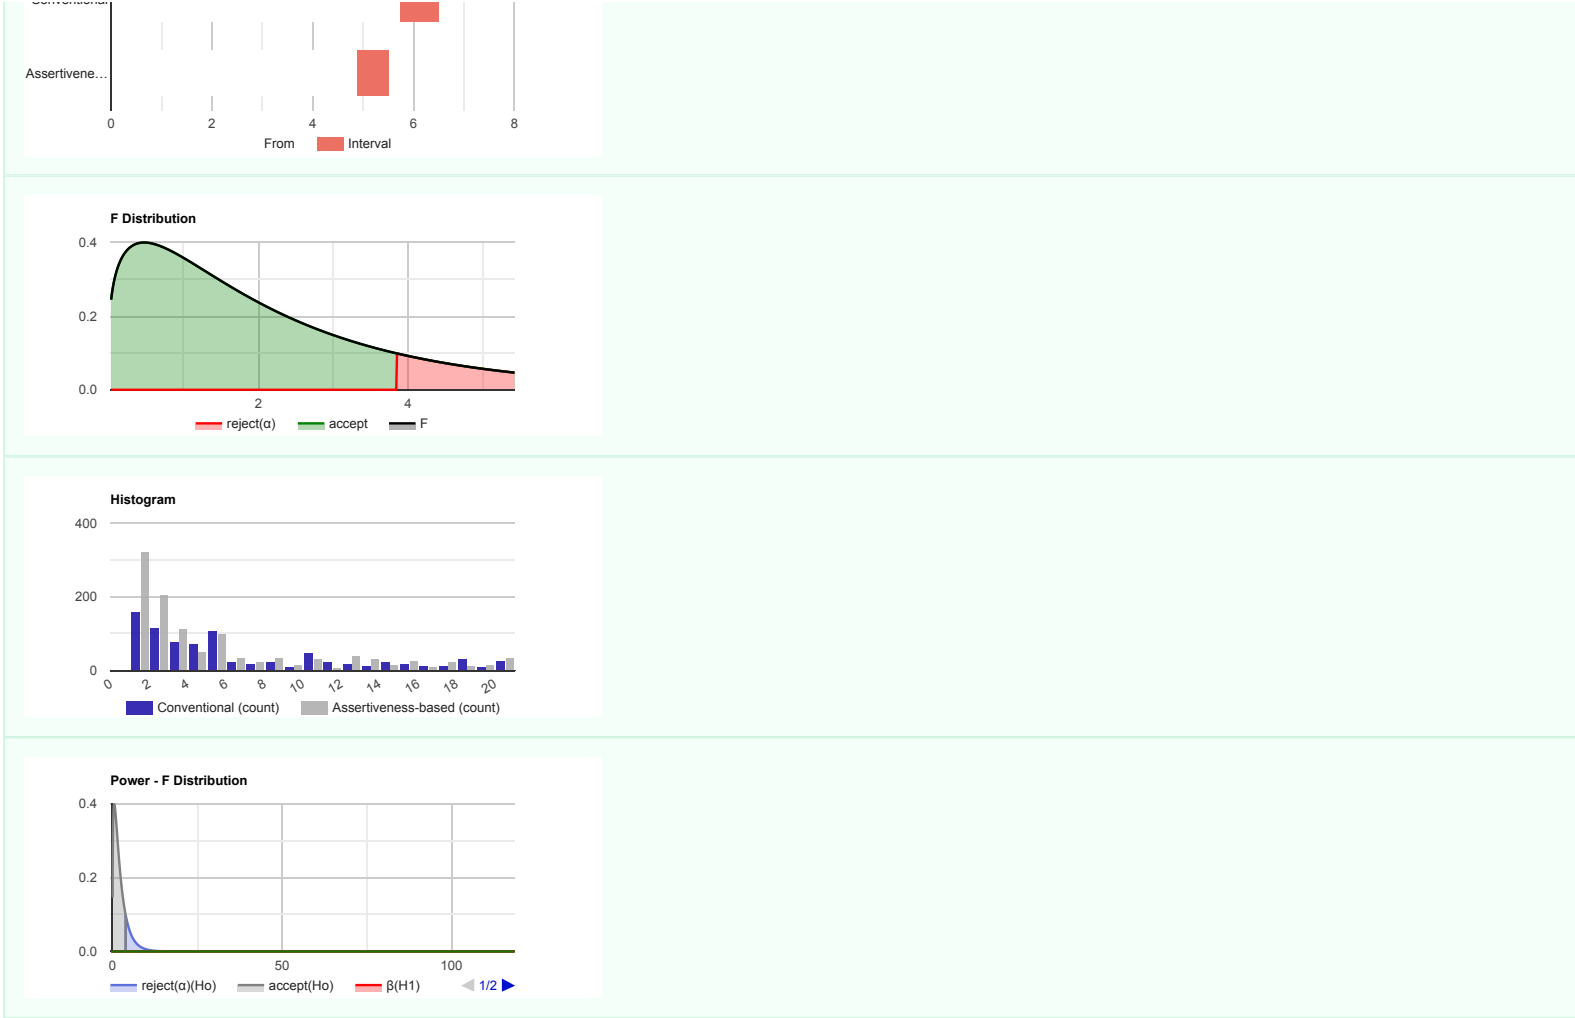 Conventional
Assertivene...
0 2 4 6 8
From Interval
F Distribution
0.4
0.2
0.0
2 4
reject(α) accept F
Histogram
400
200
0
0 2 4 6 8 10 12 14 16 18 20
Conventional (count) Assertiveness-based (count)
Power - F Distribution
0.4
0.2
0.0
0 50 100
reject(α)(Ho) accept(Ho) β(H1) 1/2